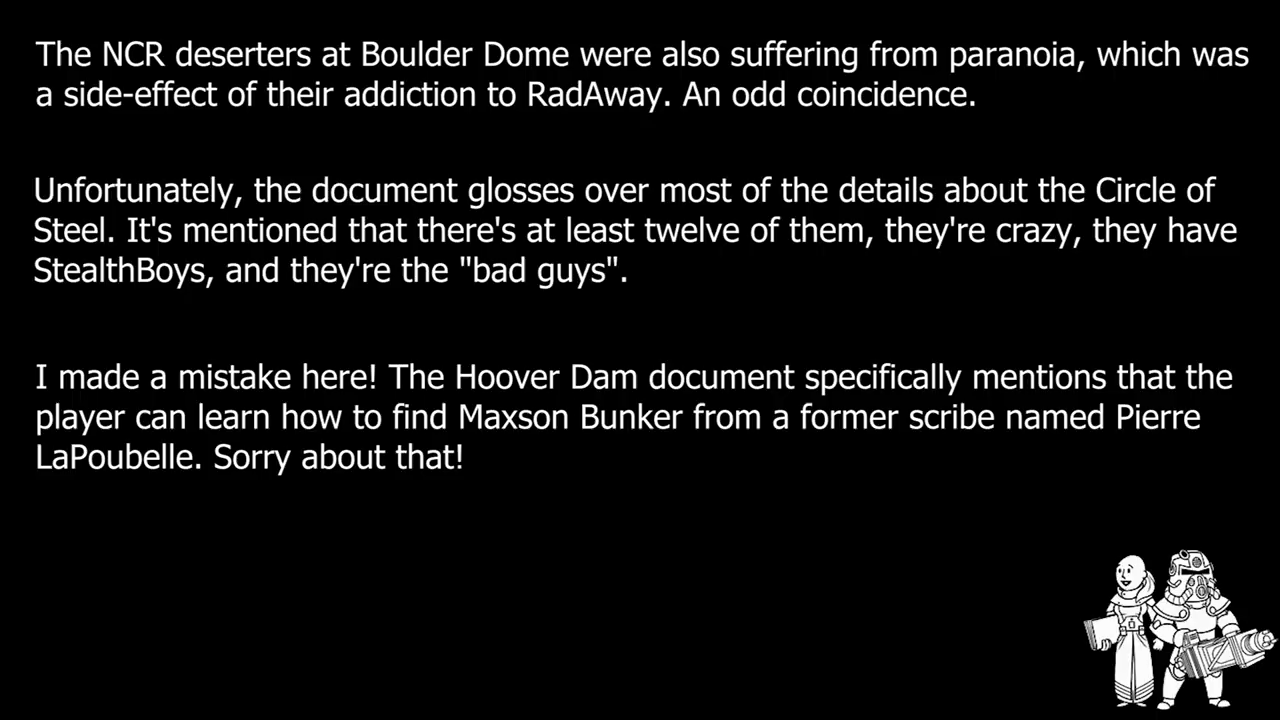 The NCR deserters at Boulder Dome were also suffering from paranoia, which was
a side-effect of their addiction to RadAway. An odd coincidence.
Unfortunately, the document glosses over most of the details about the Circle of
Steel. It's mentioned that there's at least twelve of them, they're crazy, they have
StealthBoys, and they're the "bad guys".
I made a mistake here! The Hoover Dam document specifically mentions that the
player can learn how to find Maxson Bunker from a former scribe named Pierre
LaPoubelle. Sorry about that!